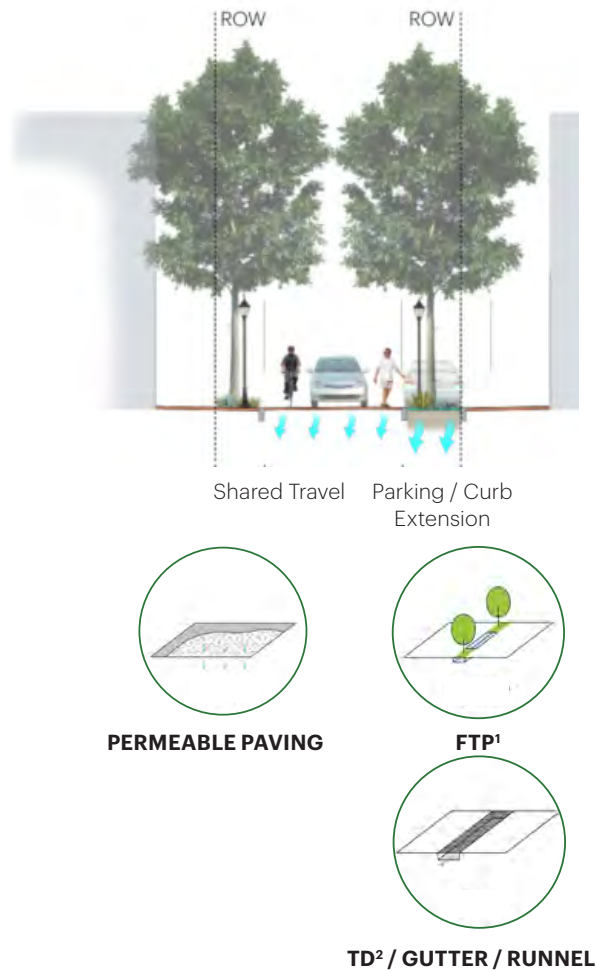 ROW ROW
Shared Travel
Parking / Curb
Extension
PERMEABLE PAVING
FTP¹
TD² / GUTTER / RUNNEL